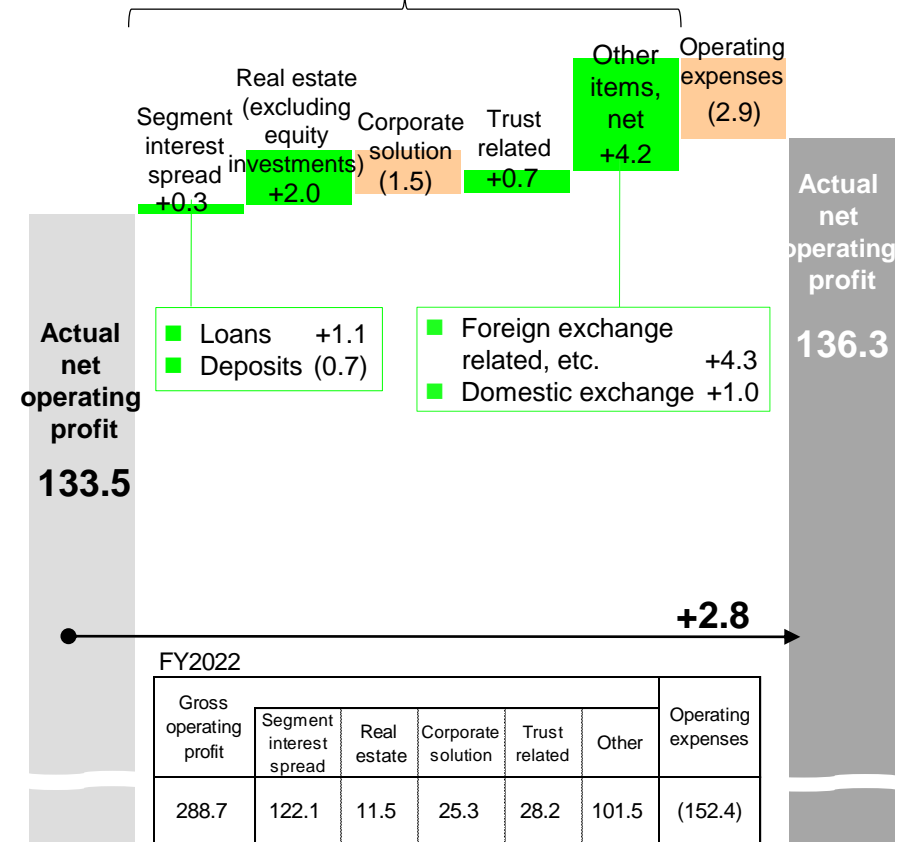 Segment
interest
spread
+0.3
Real estate
(excluding
equity
investments)
+2.0
Corporate
solution
(1.5)
Trust
related
+0.7
Other
items,
net
+4.2
Operating
expenses
(2.9)
Actual
net
operating
profit
133.5
■ Loans +1.1
■ Deposits (0.7)
■ Foreign exchange
related, etc. +4.3
■ Domestic exchange +1.0
Actual
net
operating
profit
136.3
+2.8
FY2022
Gross
operating
profit
Segment
interest
spread
Real
estate
Corporate
solution
Trust
related
Other
Operating
expenses
288.7 122.1 11.5 25.3 28.2 101.5 (152.4)